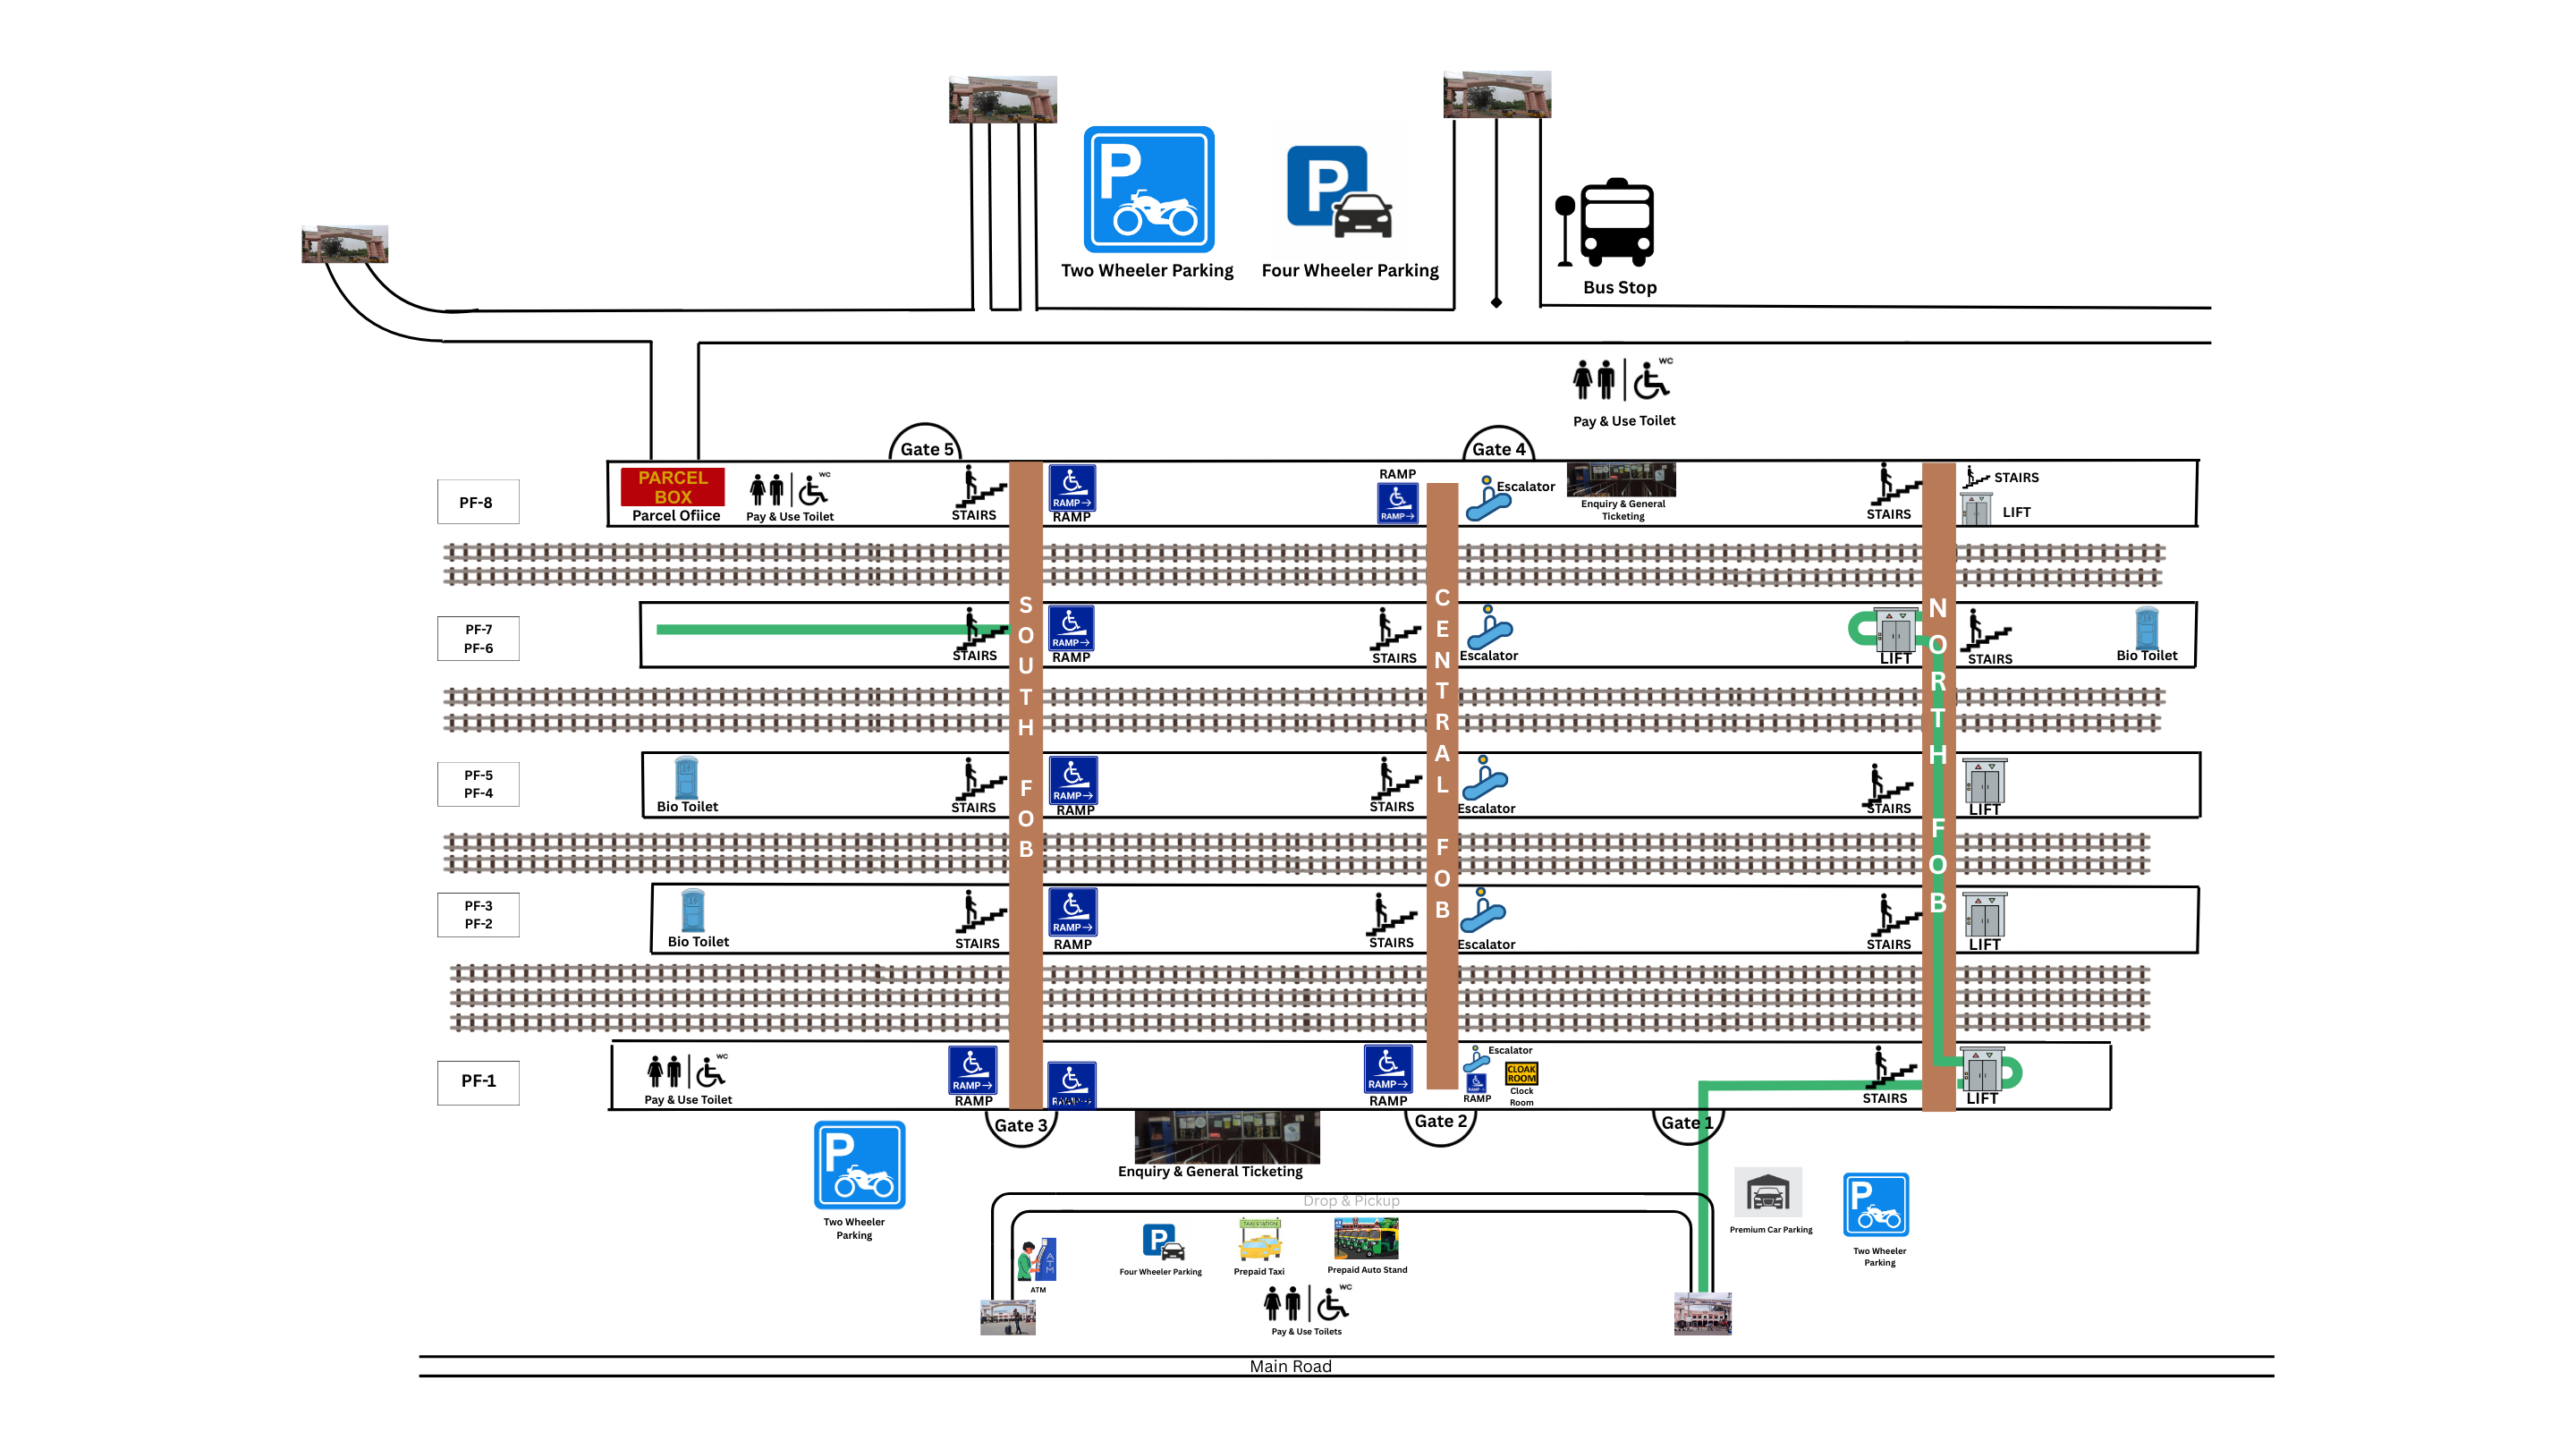 P
Two Wheeler Parking
P
Four Wheeler Parking
Bus Stop
WC
Pay & Use Toilet
Gate 5
Gate 4
PF-8
PARCEL
BOX
Parcel Ofiice
WC
Pay & Use Toilet
STAIRS
RAMP→
RAMP
RAMP
RAMP→
Escalator
Enquiry & General
Ticketing
STAIRS
STAIRS
LIFT
PF-7
PF-6
STAIRS
RAMP→
RAMP
STAIRS
Escalator
LIFT
STAIRS
Bio Toilet
SOUTH FOB
CENTRAL FOB
NORTH FOB
PF-5
PF-4
Bio Toilet
STAIRS
RAMP→
RAMP
STAIRS
Escalator
STAIRS
LIFT
PF-3
PF-2
Bio Toilet
STAIRS
RAMP→
RAMP
STAIRS
Escalator
STAIRS
LIFT
PF-1
WC
Pay & Use Toilet
RAMP→
RAMP
RAMP→
RAMP→
RAMP
Escalator
RAMP→
RAMP
CLOAK
ROOM
Clock
Room
STAIRS
LIFT
Gate 3
Gate 2
Gate 1
P
Two Wheeler
Parking
Enquiry & General Ticketing
Drop & Pickup
ATM
ATM
P
Four Wheeler Parking
TAXI STATION
Prepaid Taxi
Prepaid Auto Stand
WC
Pay & Use Toilets
Premium Car Parking
P
Two Wheeler
Parking
Main Road